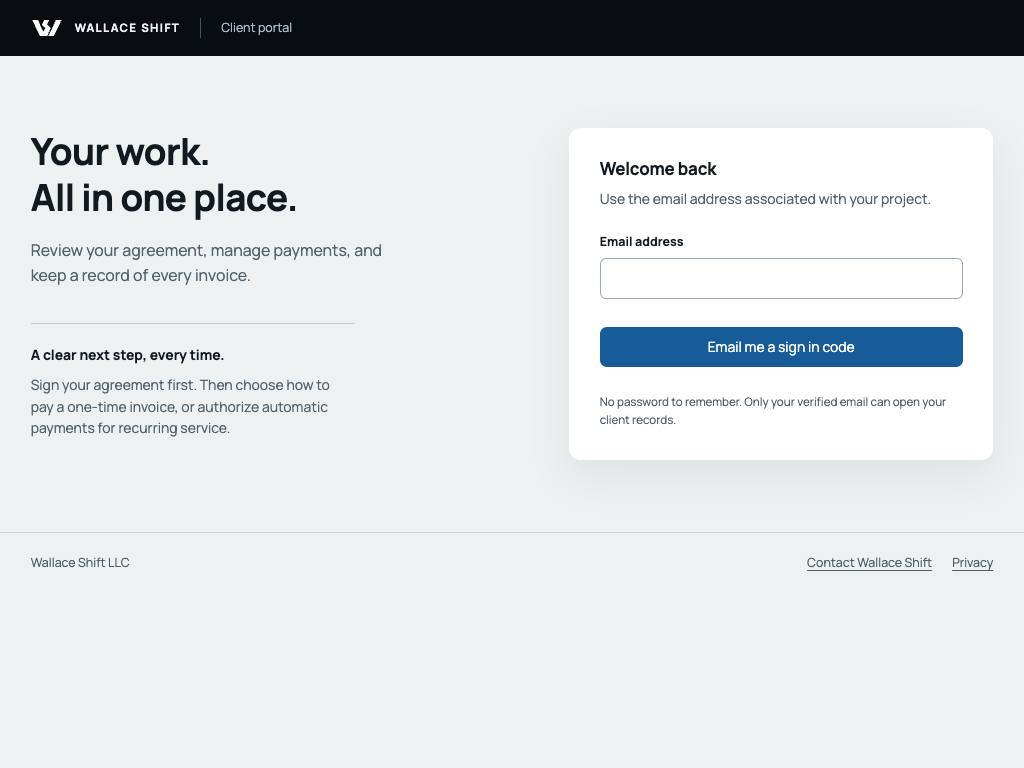 WALLACE SHIFT
Client portal
Your work.
All in one place.
Review your agreement, manage payments, and
keep a record of every invoice.
A clear next step, every time.
Sign your agreement first. Then choose how to
pay a one-time invoice, or authorize automatic
payments for recurring service.
Welcome back
Use the email address associated with your project.
Email address
Email me a sign in code
No password to remember. Only your verified email can open your
client records.
Wallace Shift LLC
Contact Wallace Shift
Privacy